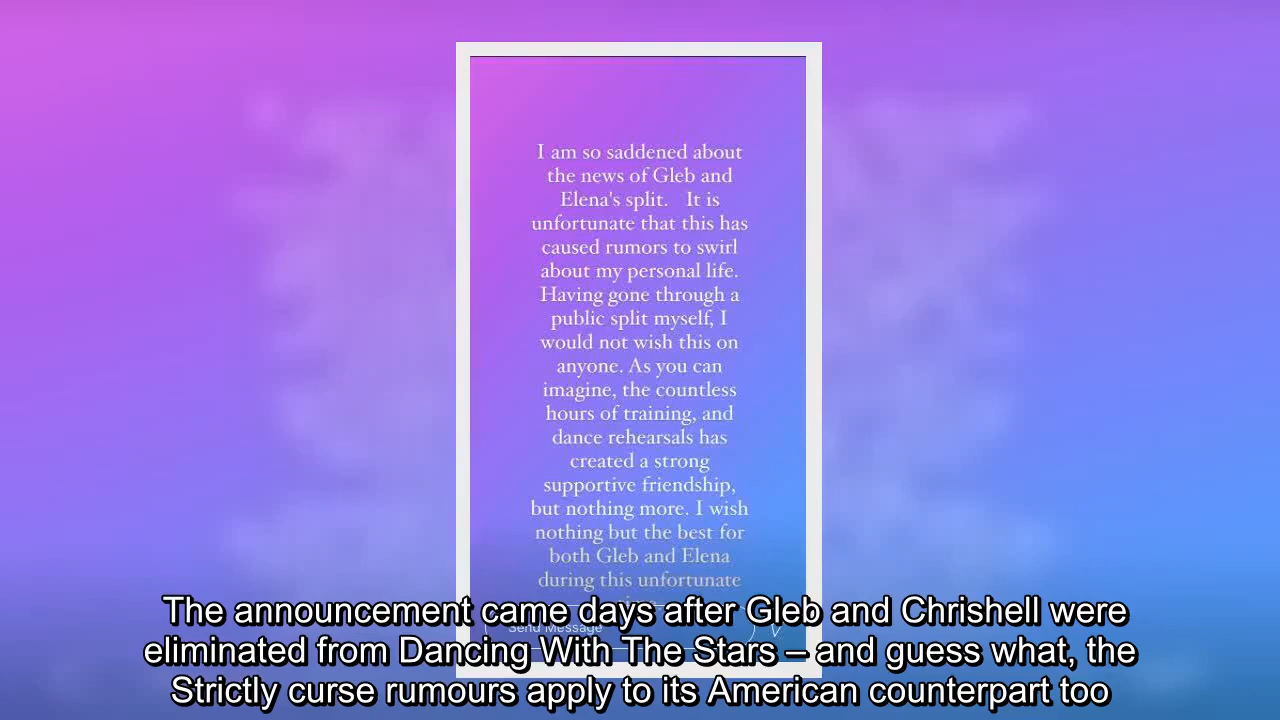 I am so saddened about
the news of Gleb and
Elena's split. It is
unfortunate that this has
caused rumors to swirl
about my personal life.
Having gone through a
public split myself, I
would not wish this on
anyone. As you can
imagine, the countless
hours of training, and
dance rehearsals has
created a strong
supportive friendship,
but nothing more. I wish
nothing but the best for
both Gleb and Elena
during this unfortunate
The announcement came days after Gleb and Chrishell were
Send Message
eliminated from Dancing With The Stars – and guess what, the
Strictly curse rumours apply to its American counterpart too